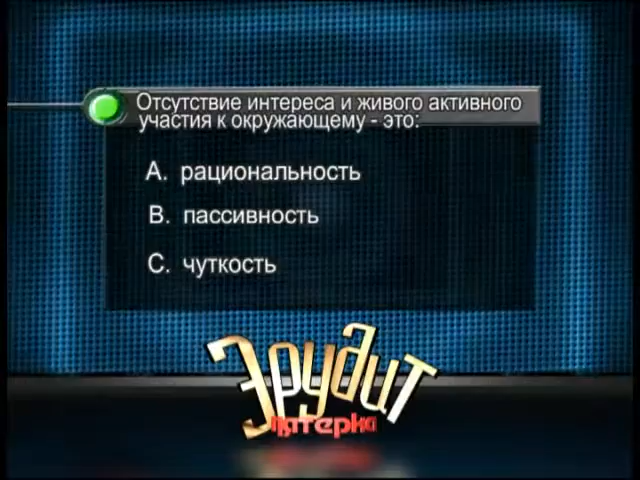 Отсутствие интереса и живого активного
участия к окружающему - это:
A. рациональность
B. пассивность
C. чуткость
Эрудит
пятерка